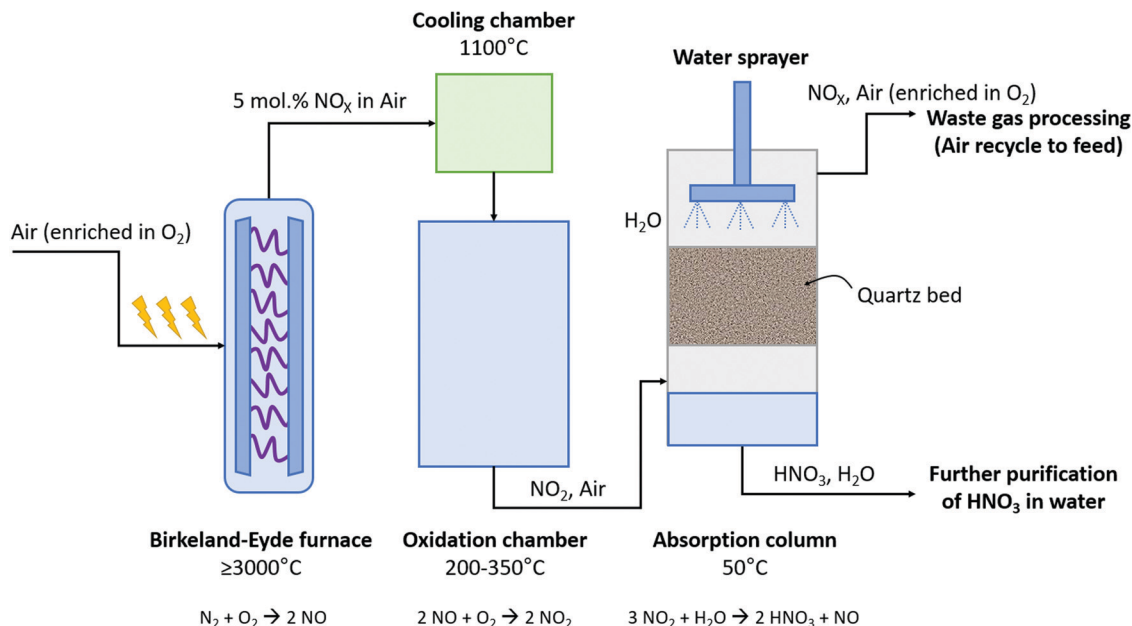 Cooling chamber
1100°C
Water sprayer
5 mol.% NOX in Air
NOX, Air (enriched in O2)
Waste gas processing
(Air recycle to feed)
Air (enriched in O2)
H2O
Quartz bed
NO2, Air
HNO3, H2O
Further purification
of HNO3 in water
Birkeland-Eyde furnace
≥3000°C
Oxidation chamber
200-350°C
Absorption column
50°C
N2 + O2 → 2 NO
2 NO + O2 → 2 NO2
3 NO2 + H2O → 2 HNO3 + NO